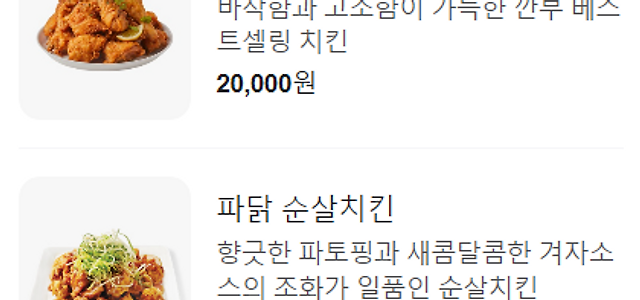 바삭함과 고소함이 가득한 깐부 베스
트셀링 치킨
20,000원
파닭 순살치킨
향긋한 파토핑과 새콤달콤한 겨자소
스의 조화가 일품인 순살치킨